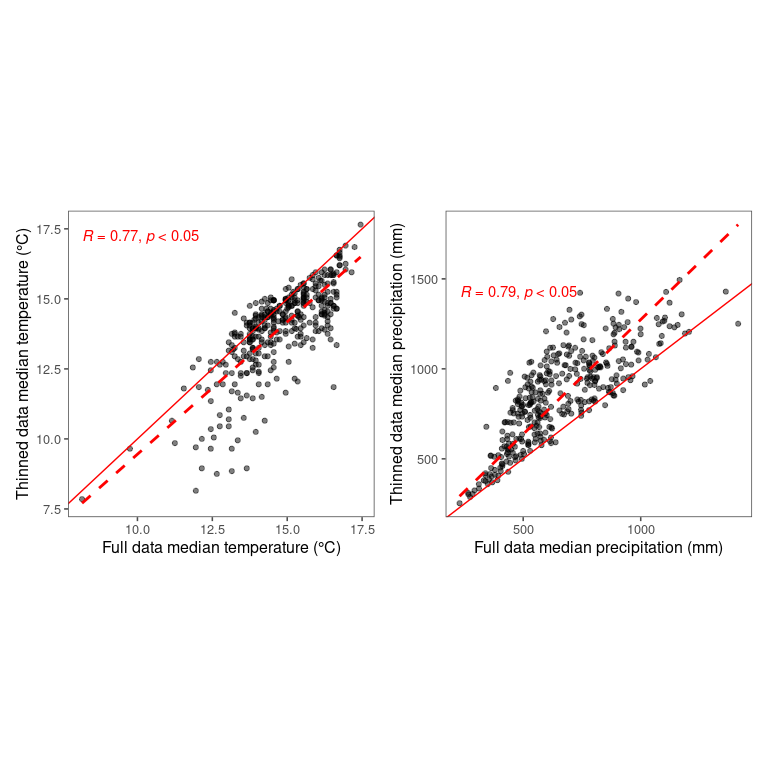 R = 0.77, p < 0.05
17.5
15.0
12.5
10.0
7.5
Thinned data median temperature (°C)
10.0 12.5 15.0 17.5
Full data median temperature (°C)
R = 0.79, p < 0.05
1500
1000
500
Thinned data median precipitation (mm)
500 1000
Full data median precipitation (mm)